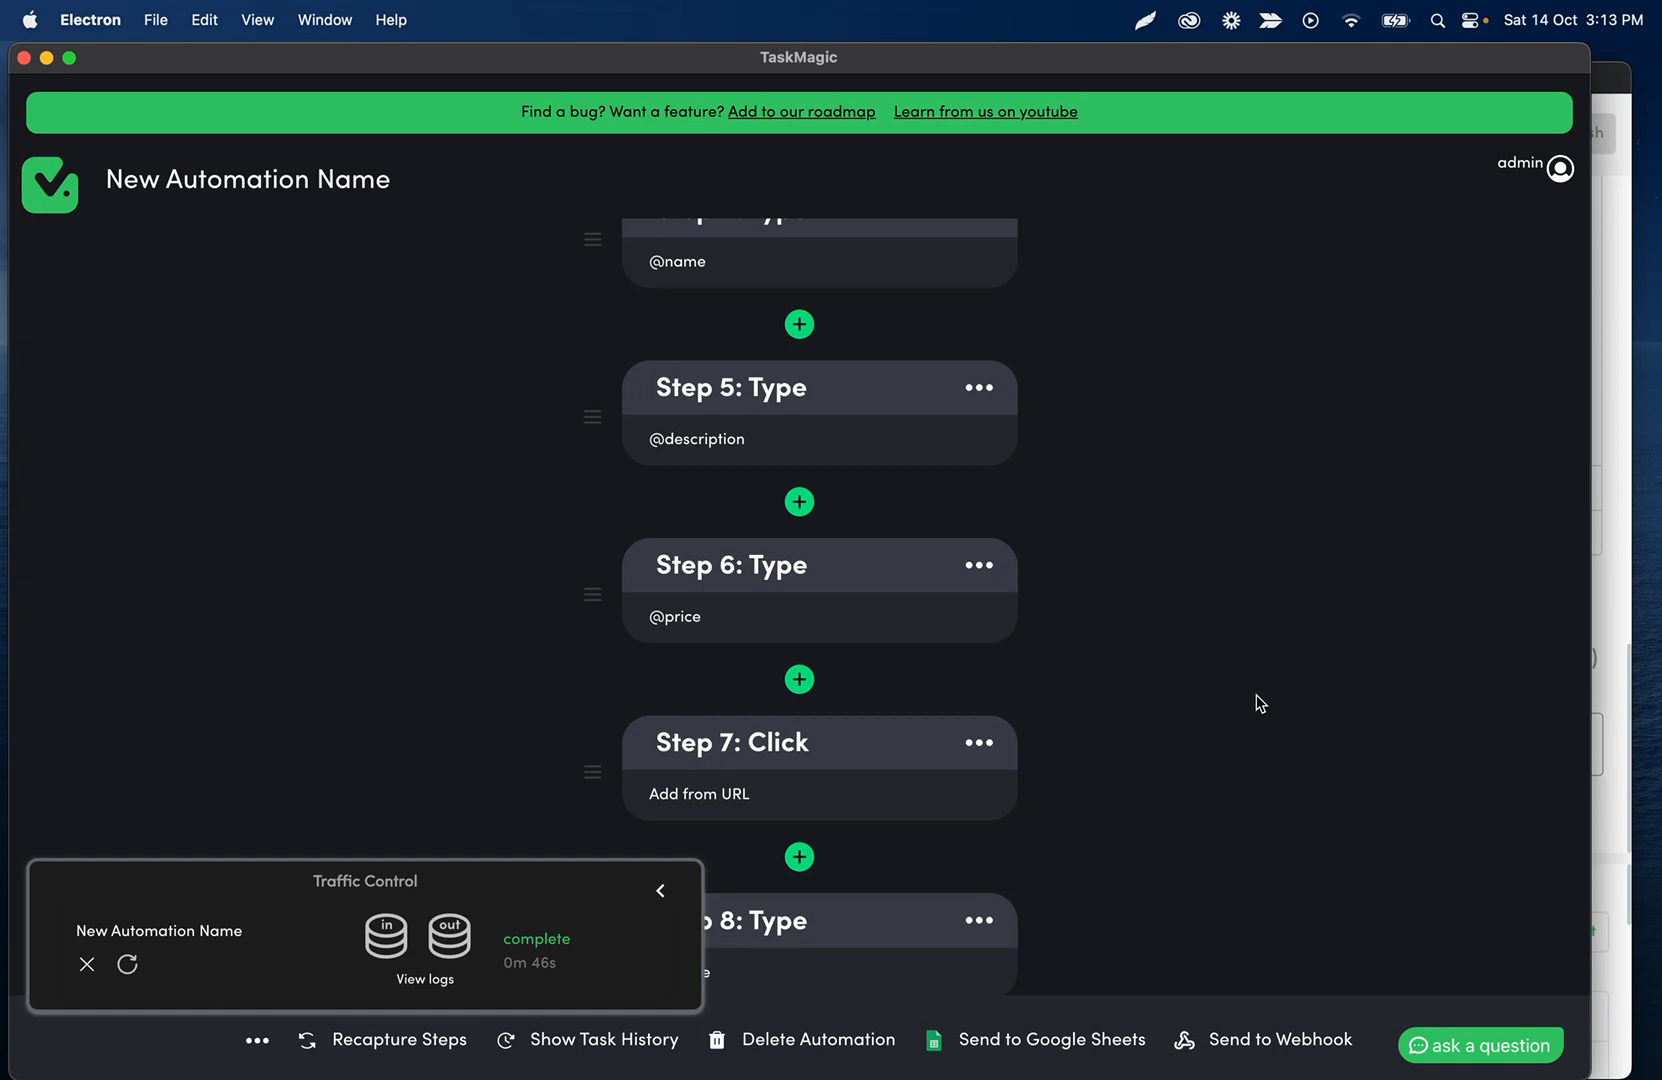 Electron File Edit View Window Help Sat 14 Oct 3:13 PM
TaskMagic
Find a bug? Want a feature? Add to our roadmap Learn from us on youtube
New Automation Name
admin
@name
Step 5: Type
@description
Step 6: Type
@price
Step 7: Click
Add from URL
8: Type
Traffic Control
New Automation Name
in out
complete
0m 46s
View logs
Recapture Steps Show Task History Delete Automation Send to Google Sheets Send to Webhook ask a question